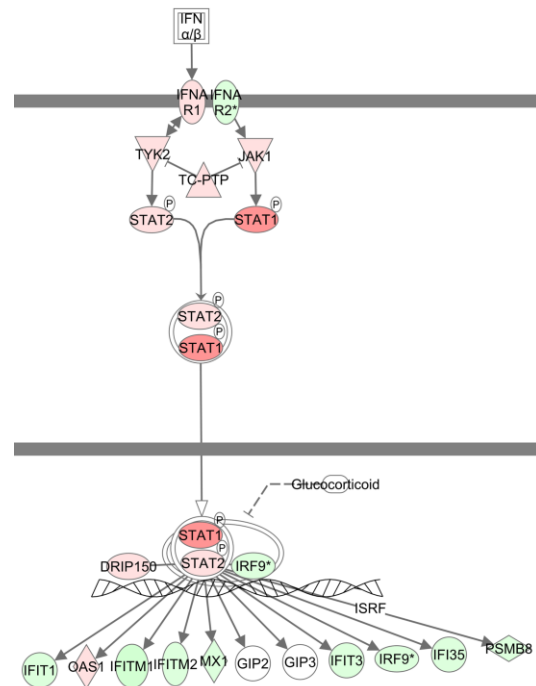 IFN
α/β
IFNA
R1
IFNA
R2*
TYK2
JAK1
TC-PTP
P
P
STAT2
STAT1
P
STAT2
P
STAT1
Glucocorticoid
P
STAT1
P
STAT2
DRIP150
IRF9*
ISRF
IFIT1
OAS1
IFITM1
IFITM2
MX1
GIP2
GIP3
IFIT3
IRF9*
IFI35
PSMB8